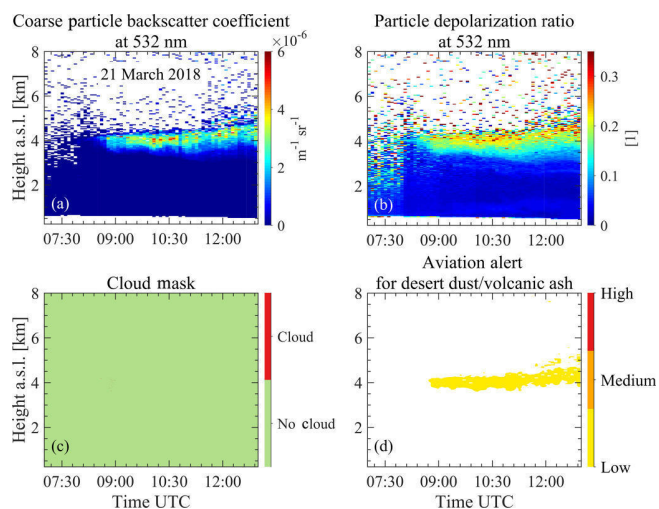 Coarse particle backscatter coefficient
at 532 nm
×10⁻⁶
8
6
4
2
Height a.s.l. [km]
21 March 2018
(a)
07:30 09:00 10:30 12:00
6
4
2
0
m⁻¹ sr⁻¹
Particle depolarization ratio
at 532 nm
8
6
4
2
(b)
07:30 09:00 10:30 12:00
0.3
0.2
0.1
0
[1]
Cloud mask
8
6
4
2
Height a.s.l. [km]
(c)
07:30 09:00 10:30 12:00
Time UTC
Cloud
No cloud
Aviation alert
for desert dust/volcanic ash
8
6
4
2
(d)
07:30 09:00 10:30 12:00
Time UTC
High
Medium
Low